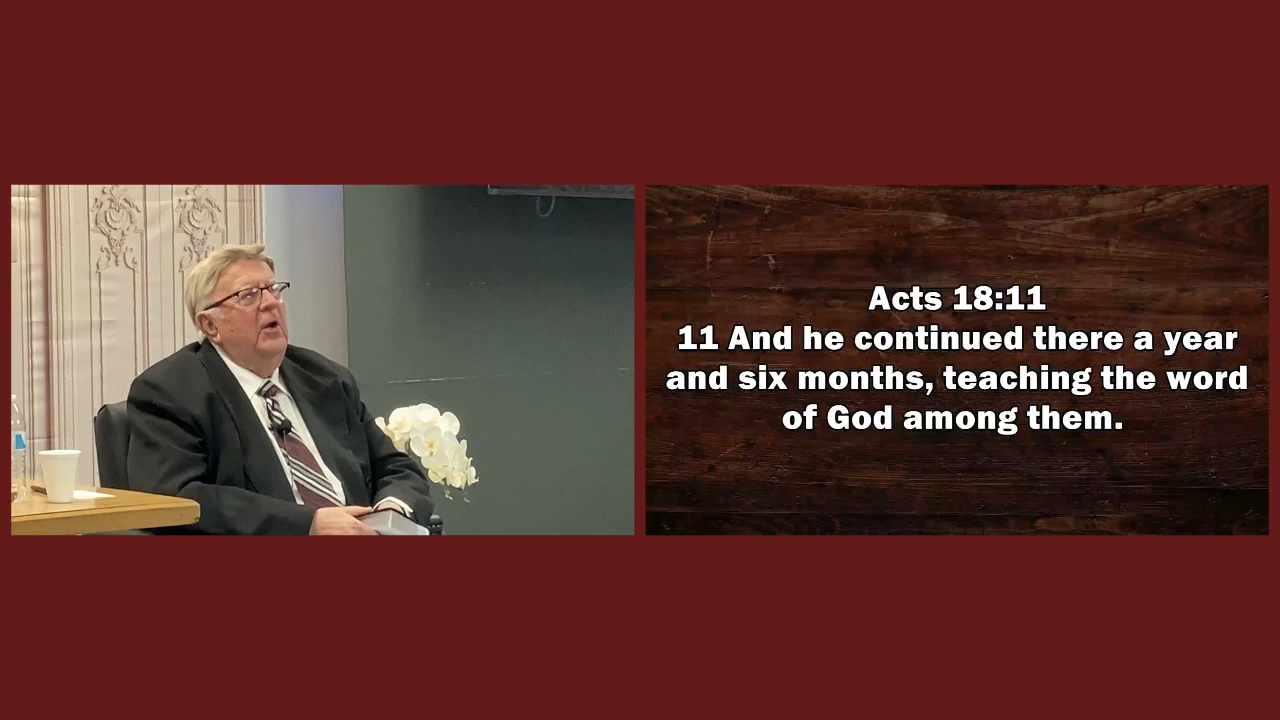 Acts 18:11
11 And he continued there a year
and six months, teaching the word
of God among them.